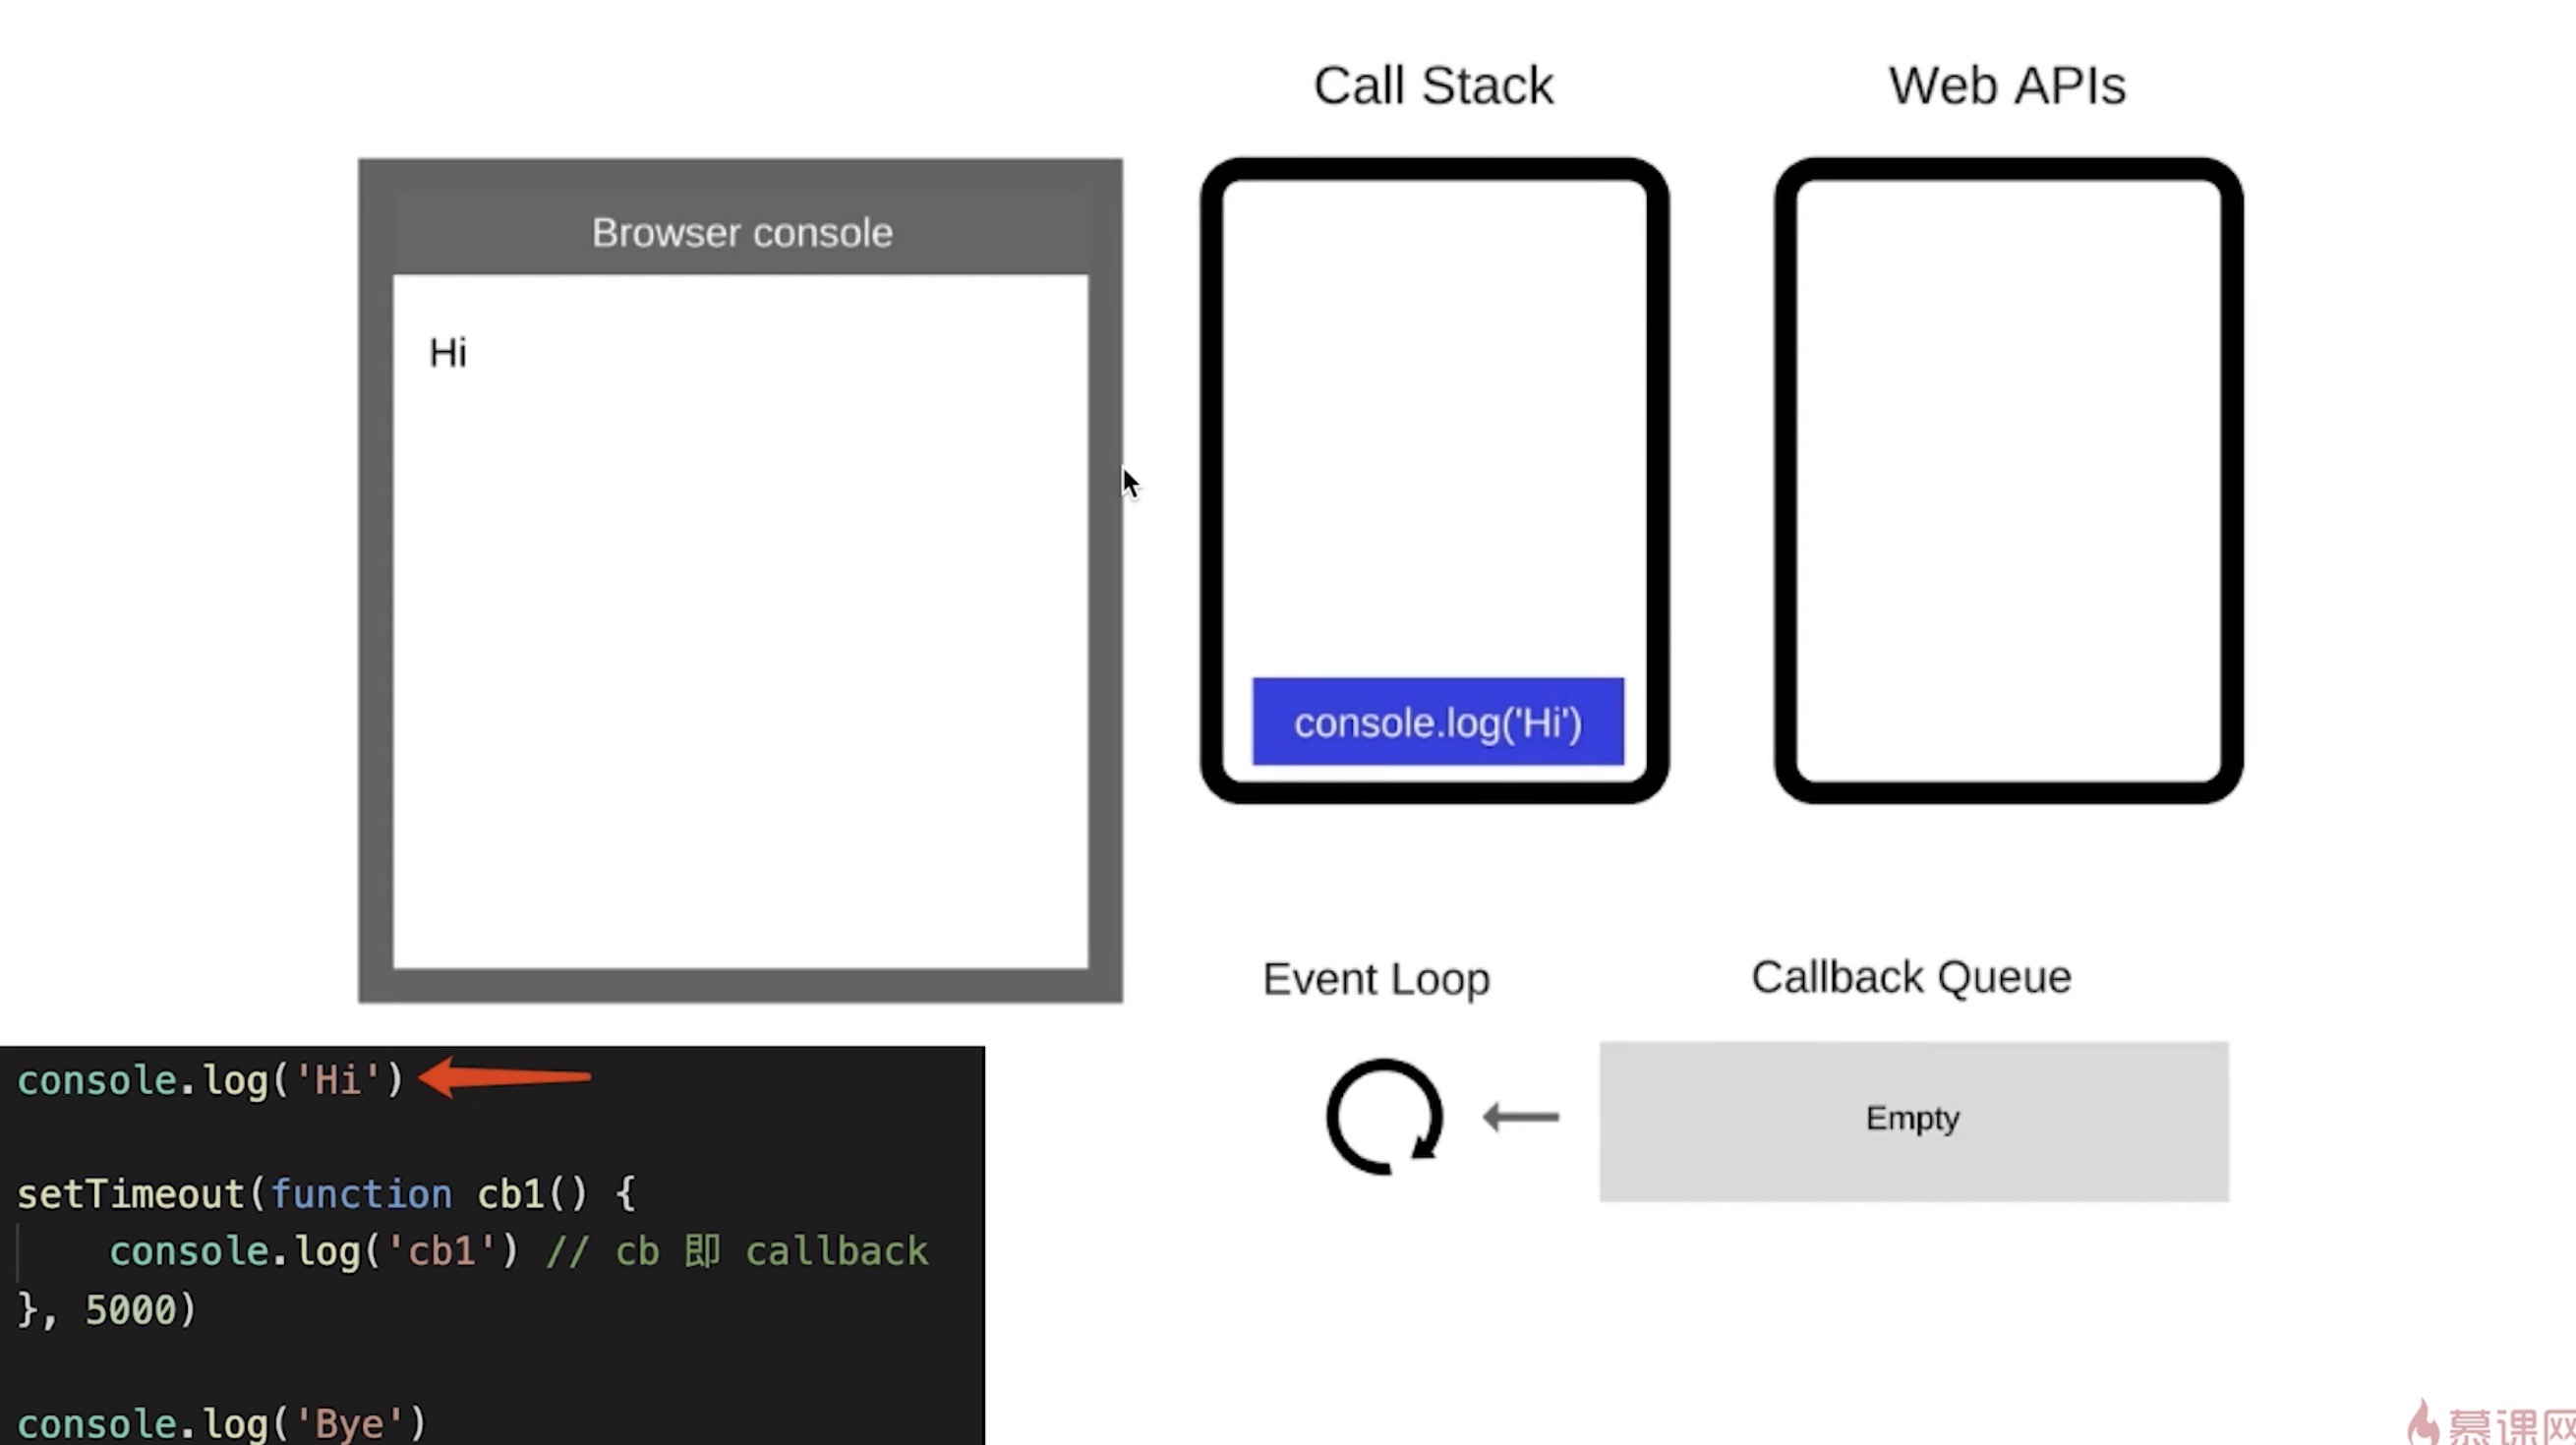 Call Stack
Web APIs
Browser console
Hi
console.log('Hi')
Event Loop
Callback Queue
Empty
console.log('Hi')
setTimeout(function cb1() {
    console.log('cb1') // cb 即 callback
}, 5000)
console.log('Bye')
慕课网